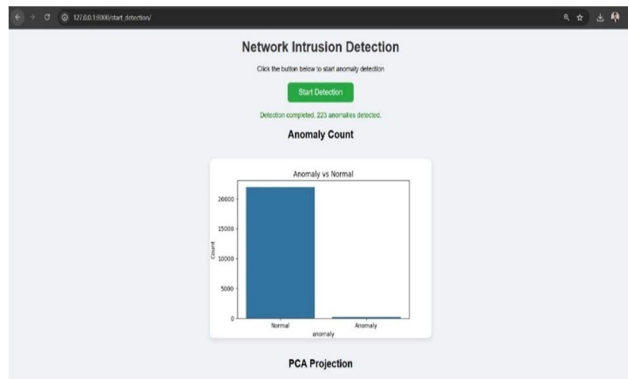 127.0.0.1:8000/start_detection/
Network Intrusion Detection
Click the button below to start anomaly detection
Start Detection
Detection completed, 223 anomalies detected.
Anomaly Count
Anomaly vs Normal
20000
15000
10000
5000
0
Count
Normal Anomaly
anomaly
PCA Projection